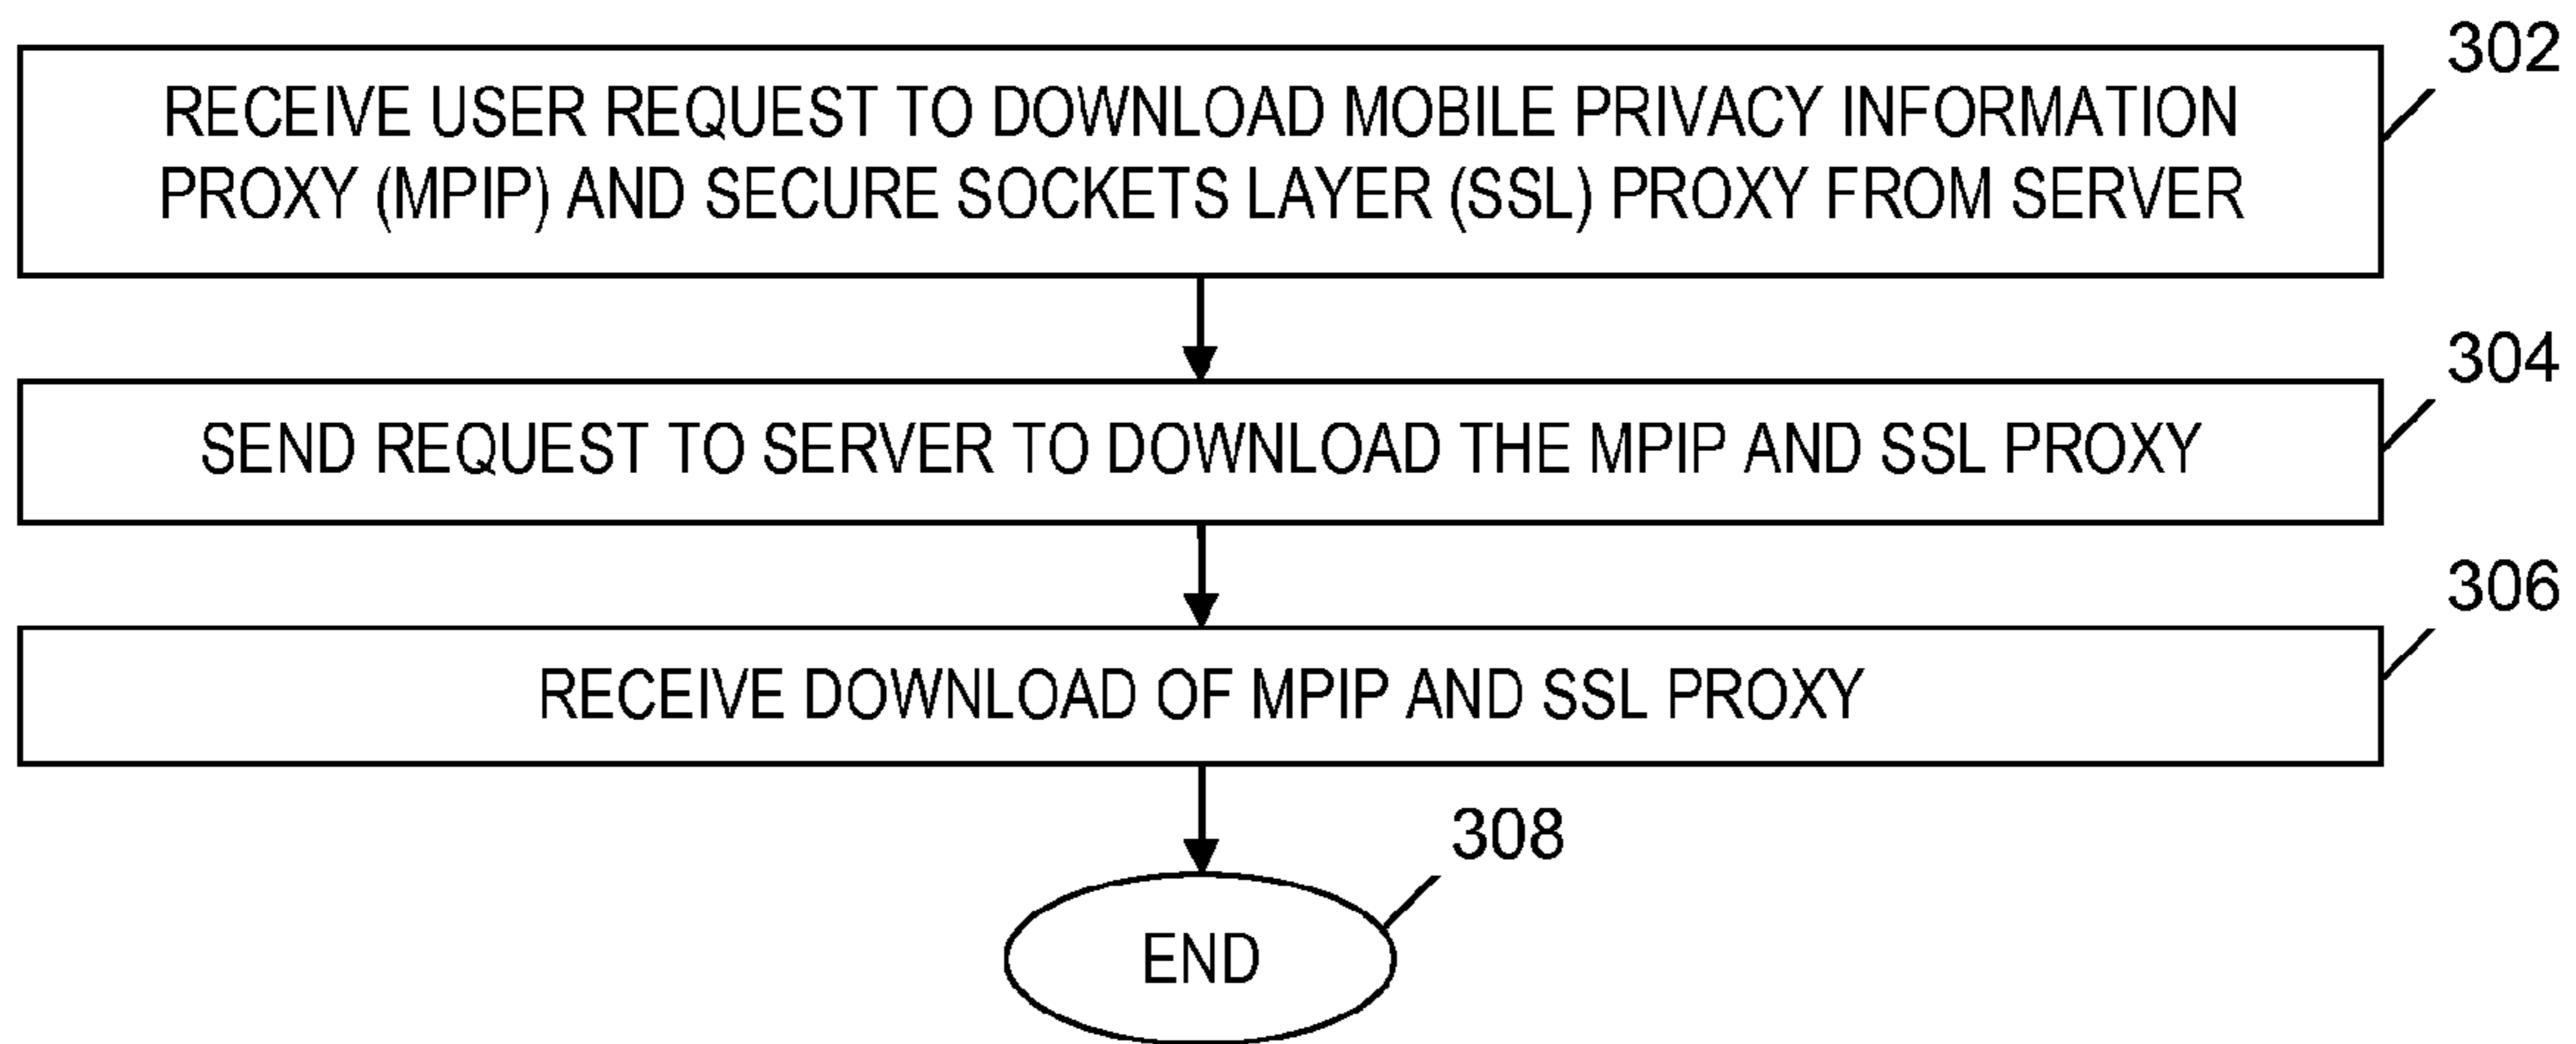 302
RECEIVE USER REQUEST TO DOWNLOAD MOBILE PRIVACY INFORMATION
PROXY (MPIP) AND SECURE SOCKETS LAYER (SSL) PROXY FROM SERVER
304
SEND REQUEST TO SERVER TO DOWNLOAD THE MPIP AND SSL PROXY
306
RECEIVE DOWNLOAD OF MPIP AND SSL PROXY
308
END